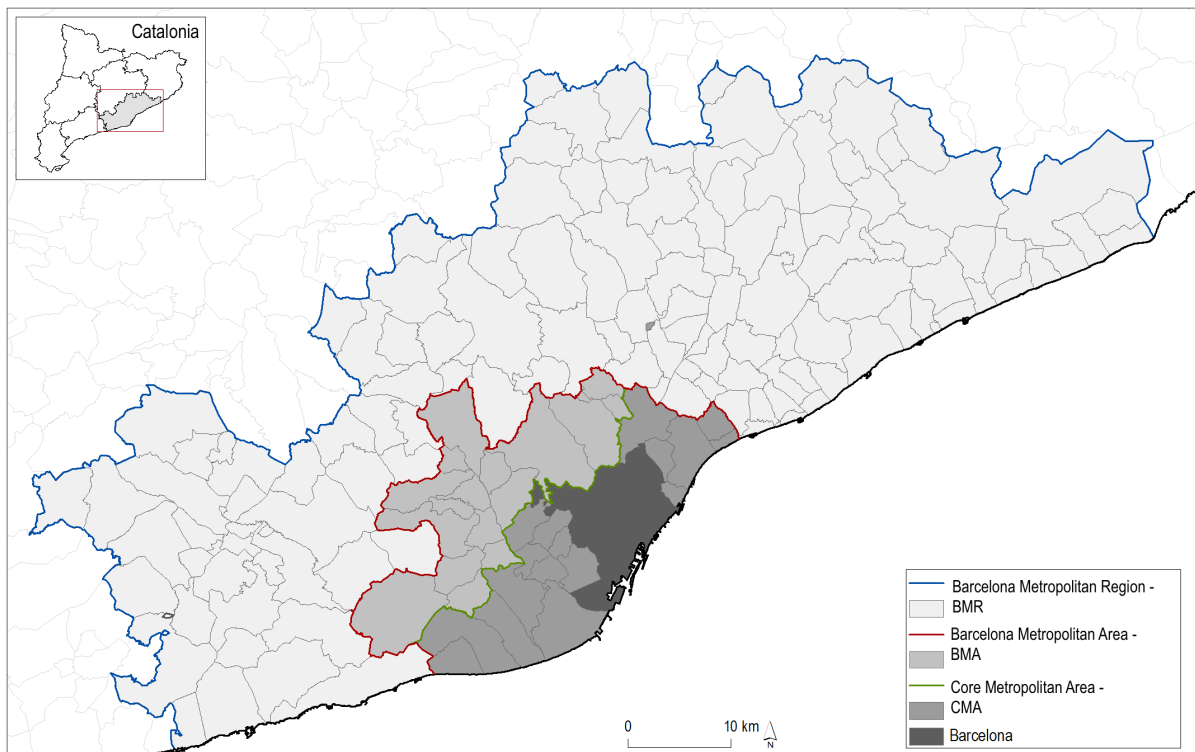 Catalonia
Barcelona Metropolitan Region -
BMR
Barcelona Metropolitan Area -
BMA
Core Metropolitan Area -
CMA
Barcelona
0 10 km
N